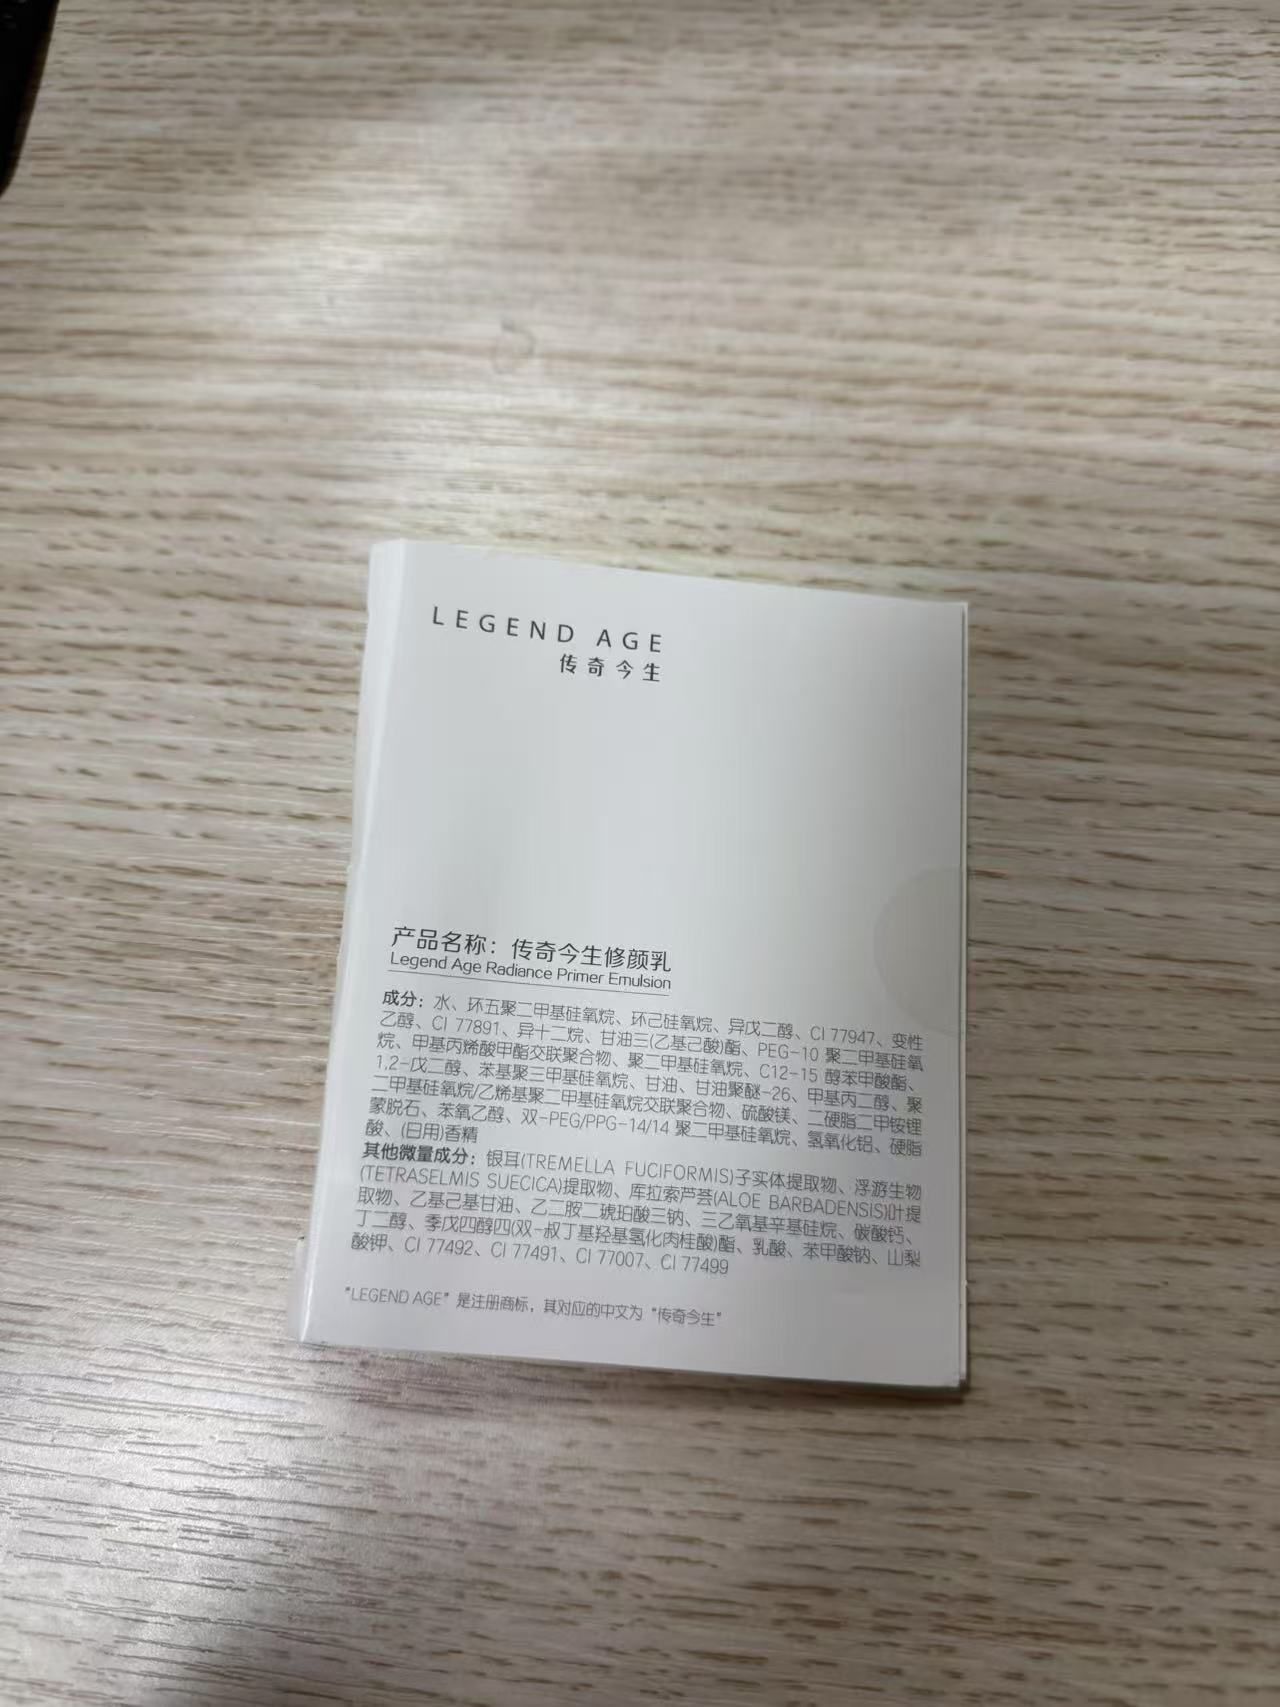 LEGEND AGE
传奇今生
产品名称：传奇今生修颜乳
Legend Age Radiance Primer Emulsion
成分：水、环五聚二甲基硅氧烷、环己硅氧烷、异戊二醇、CI 77947、变性
乙醇、CI 77891、异十二烷、甘油三(乙基己酸)酯、PEG-10 聚二甲基硅氧
烷、甲基丙烯酸甲酯交联聚合物、聚二甲基硅氧烷、C12-15 醇苯甲酸酯、
1,2-戊二醇、苯基聚三甲基硅氧烷、甘油、甘油聚醚-26、甲基丙二醇、聚
二甲基硅氧烷/乙烯基聚二甲基硅氧烷交联聚合物、硫酸镁、二硬脂二甲铵锂
蒙脱石、苯氧乙醇、双-PEG/PPG-14/14 聚二甲基硅氧烷、氢氧化铝、硬脂
酸、(日用)香精
其他微量成分：银耳(TREMELLA FUCIFORMIS)子实体提取物、浮游生物
(TETRASELMIS SUECICA)提取物、库拉索芦荟(ALOE BARBADENSIS)叶提
取物、乙基己基甘油、乙二胺二琥珀酸三钠、三乙氧基辛基硅烷、碳酸钙、
丁二醇、季戊四醇四(双-叔丁基羟基氢化肉桂酸)酯、乳酸、苯甲酸钠、山梨
酸钾、CI 77492、CI 77491、CI 77007、CI 77499
“LEGEND AGE”是注册商标，其对应的中文为“传奇今生”